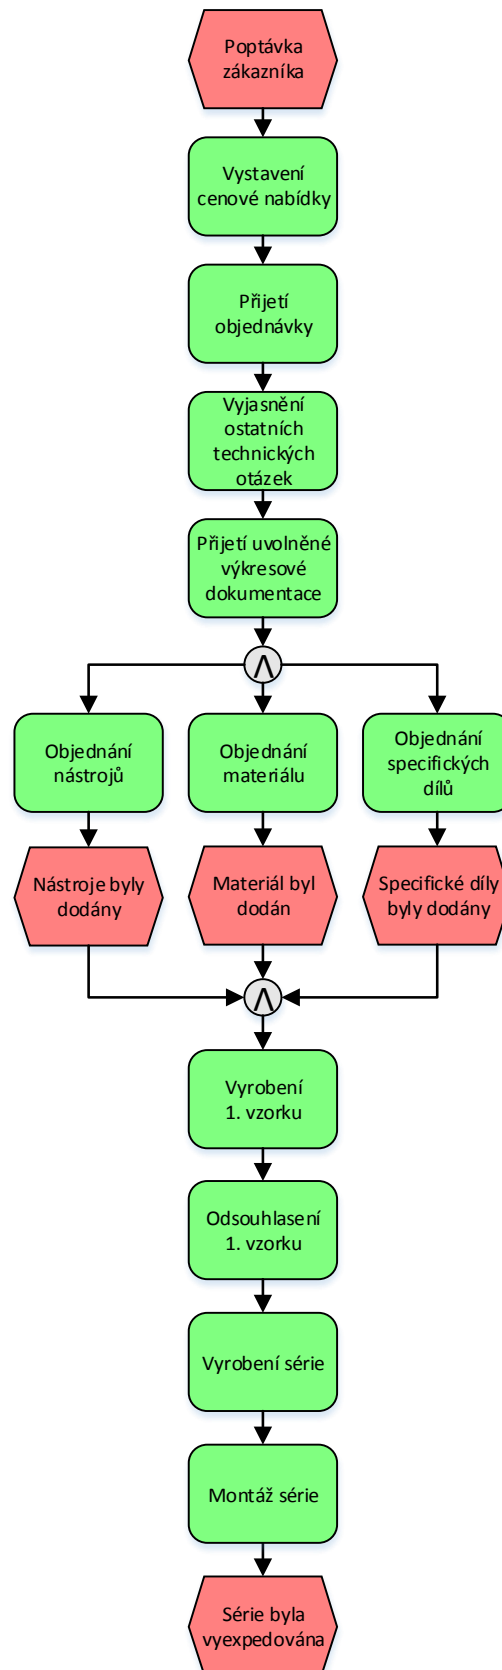 Poptávka
zákazníka
Vystavení
cenové nabídky
Přijetí
objednávky
Vyjasnění
ostatních
technických
otázek
Přijetí uvolněné
výkresové
dokumentace
Λ
Objednání
nástrojů
Objednání
materiálu
Objednání
specifických
dílů
Nástroje byly
dodány
Materiál byl
dodán
Specifické díly
byly dodány
Λ
Vyrobení
1. vzorku
Odsouhlasení
1. vzorku
Vyrobení série
Montáž série
Série byla
vyexpedována